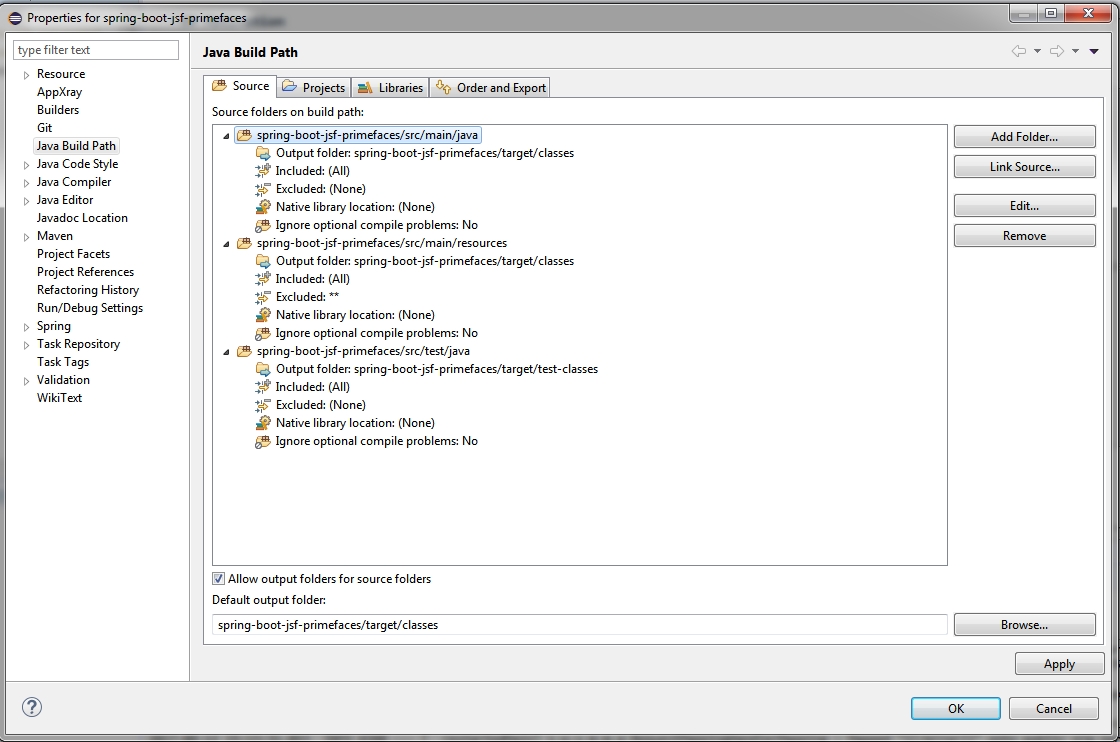 Properties for spring-boot-jsf-primefaces
type filter text
Resource
AppXray
Builders
Git
Java Build Path
Java Code Style
Java Compiler
Java Editor
Javadoc Location
Maven
Project Facets
Project References
Refactoring History
Run/Debug Settings
Spring
Task Repository
Task Tags
Validation
WikiText
Java Build Path
Source Projects Libraries Order and Export
Source folders on build path:
spring-boot-jsf-primefaces/src/main/java
Output folder: spring-boot-jsf-primefaces/target/classes
Included: (All)
Excluded: (None)
Native library location: (None)
Ignore optional compile problems: No
spring-boot-jsf-primefaces/src/main/resources
Output folder: spring-boot-jsf-primefaces/target/classes
Included: (All)
Excluded: **
Native library location: (None)
Ignore optional compile problems: No
spring-boot-jsf-primefaces/src/test/java
Output folder: spring-boot-jsf-primefaces/target/test-classes
Included: (All)
Excluded: (None)
Native library location: (None)
Ignore optional compile problems: No
Add Folder...
Link Source...
Edit...
Remove
Allow output folders for source folders
Default output folder:
spring-boot-jsf-primefaces/target/classes
Browse...
Apply
?
OK
Cancel